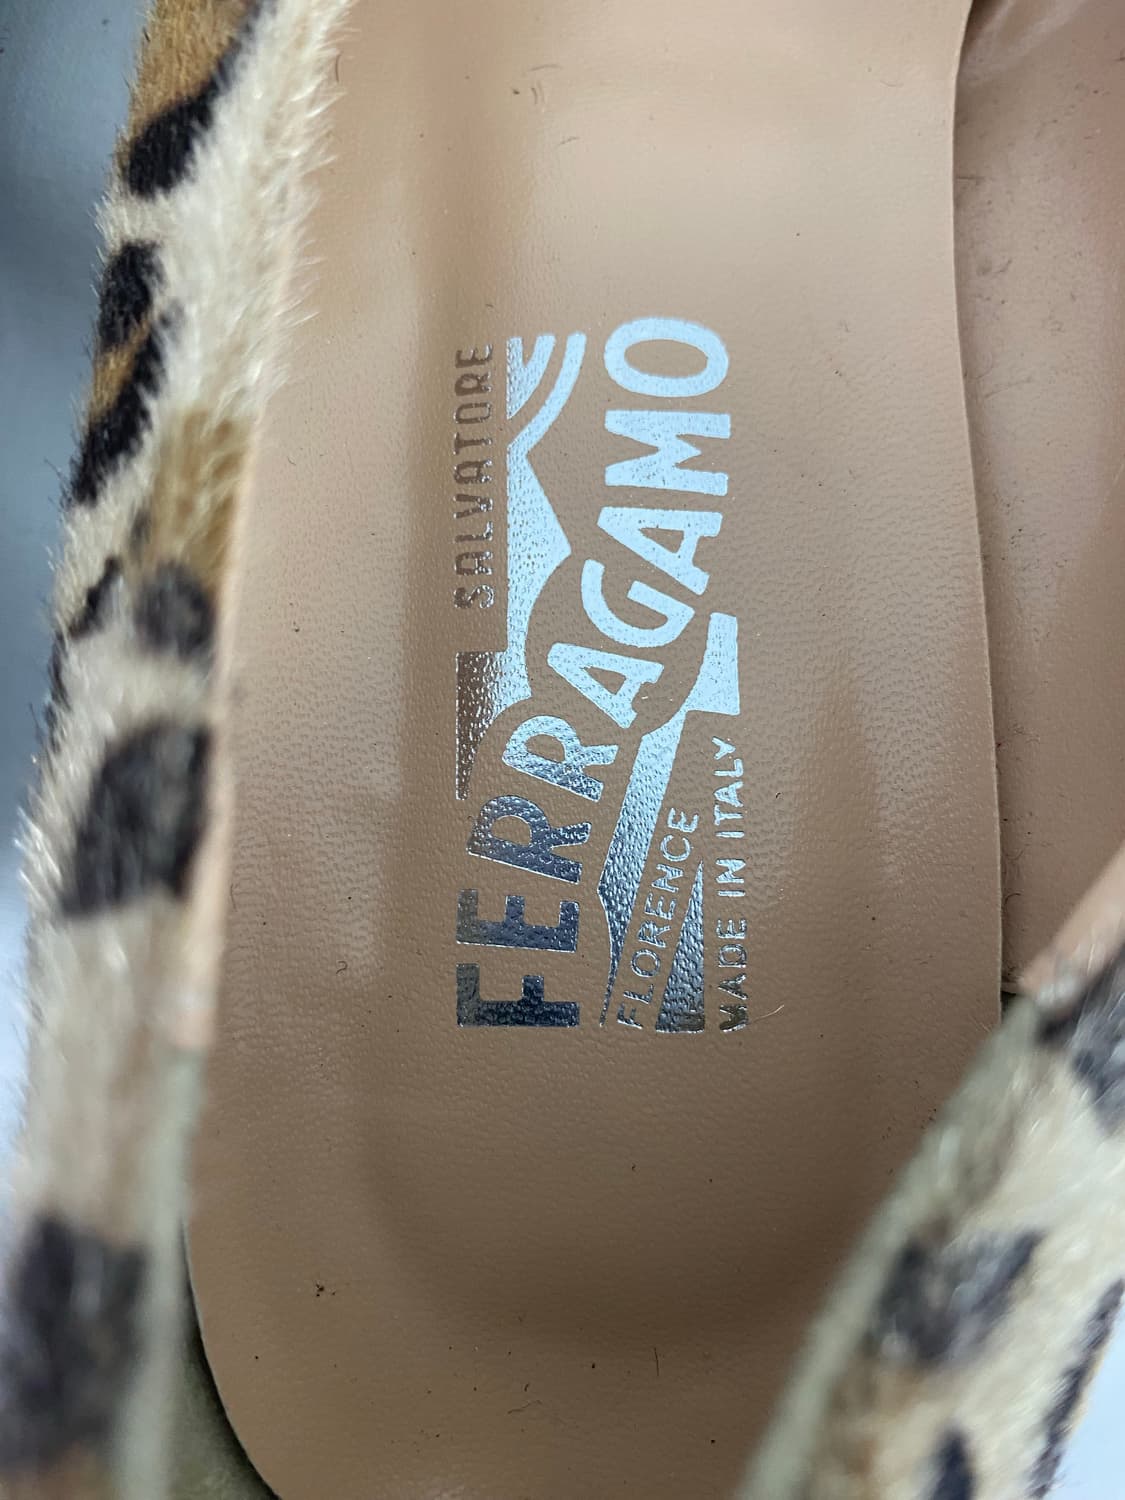 SALVATORE
FERRAGAMO
FLORENCE
MADE IN ITALY